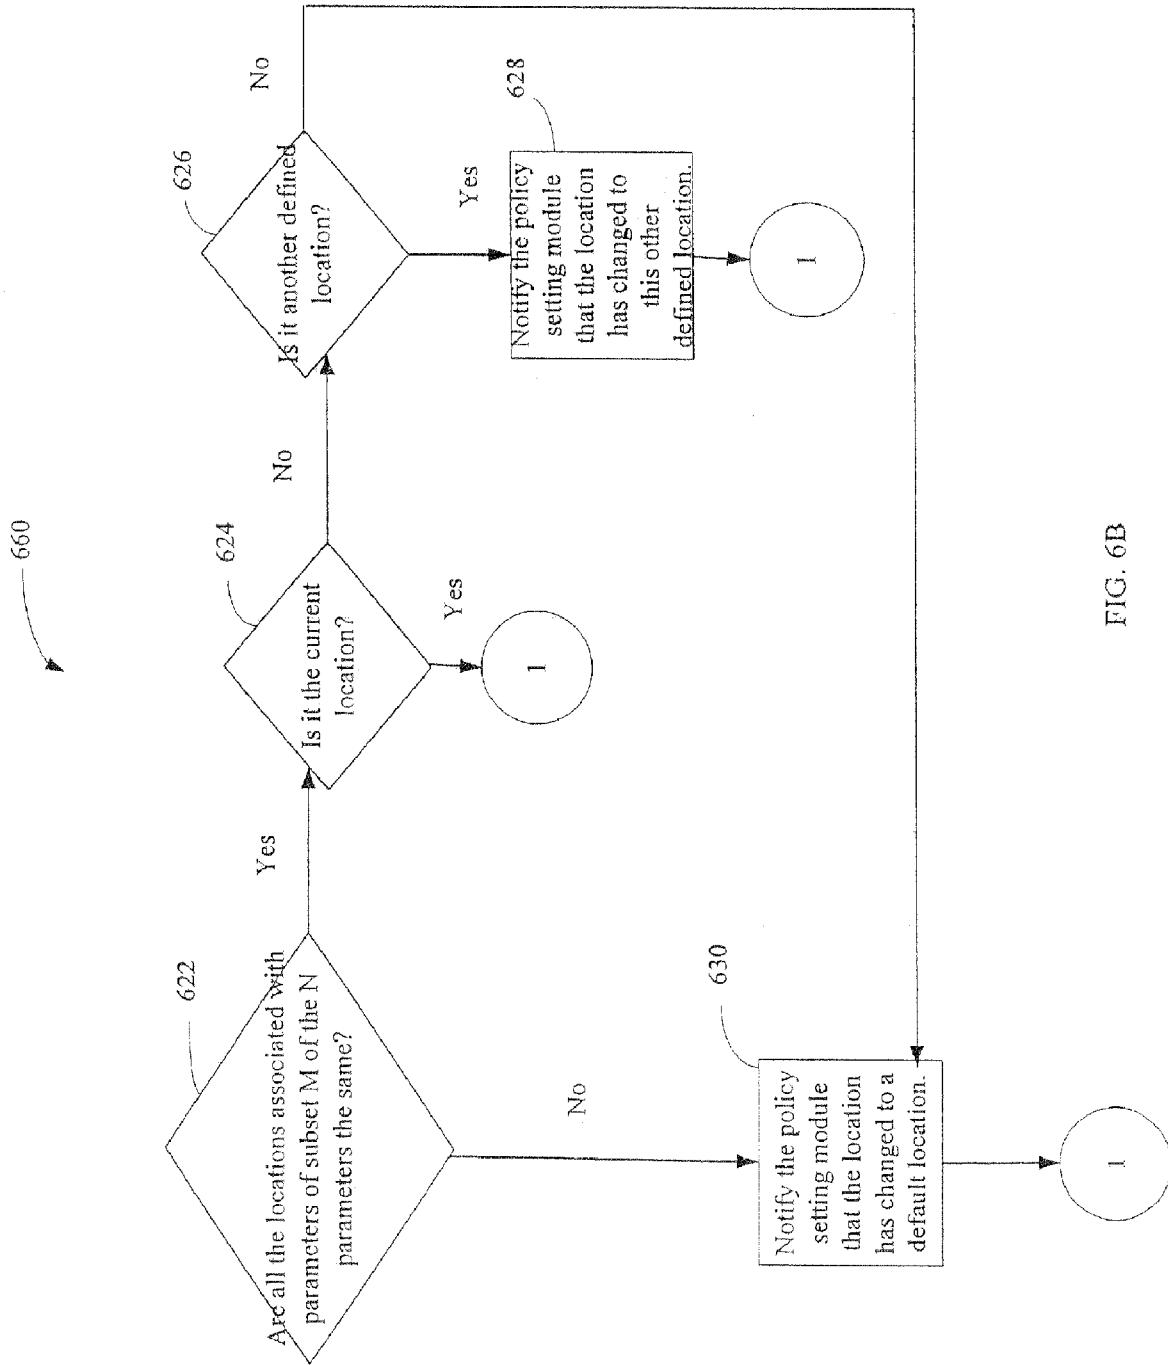 660
622
Are all the locations associated with
parameters of subset M of the N
parameters the same?
Yes
No
624
Is it the current
location?
Yes
No
1
626
Is it another defined
location?
Yes
No
628
Notify the policy
setting module
that the location
has changed to
this other
defined location.
1
630
Notify the policy
setting module
that the location
has changed to a
default location.
1
FIG. 6B